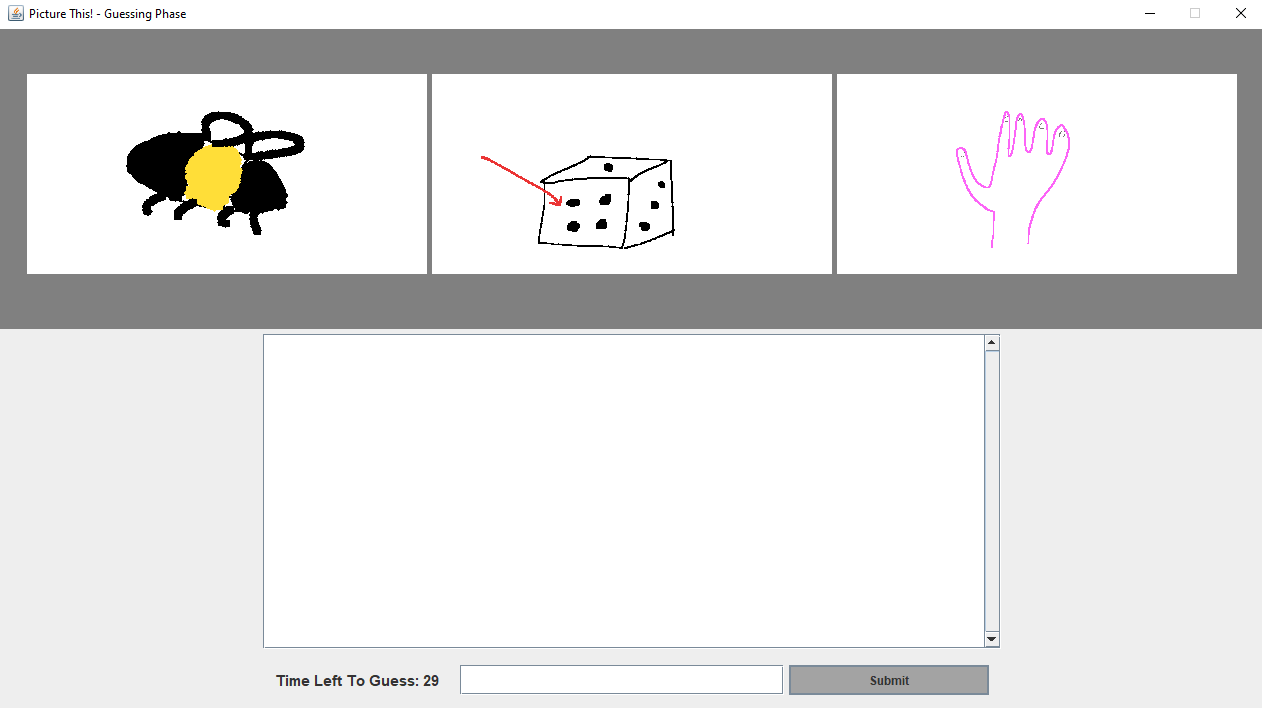 Picture This! - Guessing Phase
Time Left To Guess: 29
Submit